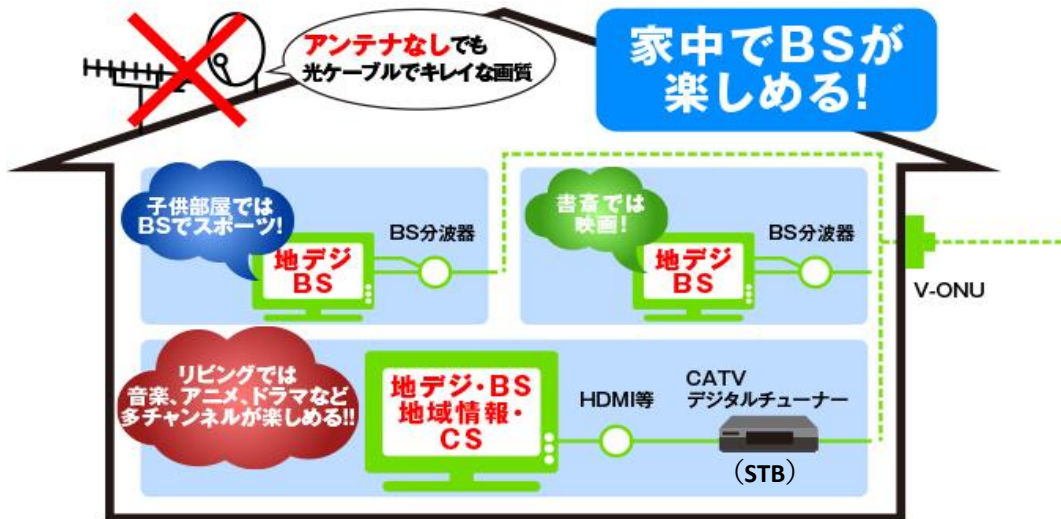 アンテナなしでも
光ケーブルでキレイな画質
家中でBSが
楽しめる!
子供部屋では
BSでスポーツ!
地デジ
BS
BS分波器
書斎では
映画!
地デジ
BS
BS分波器
V-ONU
リビングでは
音楽、アニメ、ドラマなど
多チャンネルが楽しめる!!
地デジ・BS
地域情報・
CS
HDMI等
CATV
デジタルチューナー
（STB）